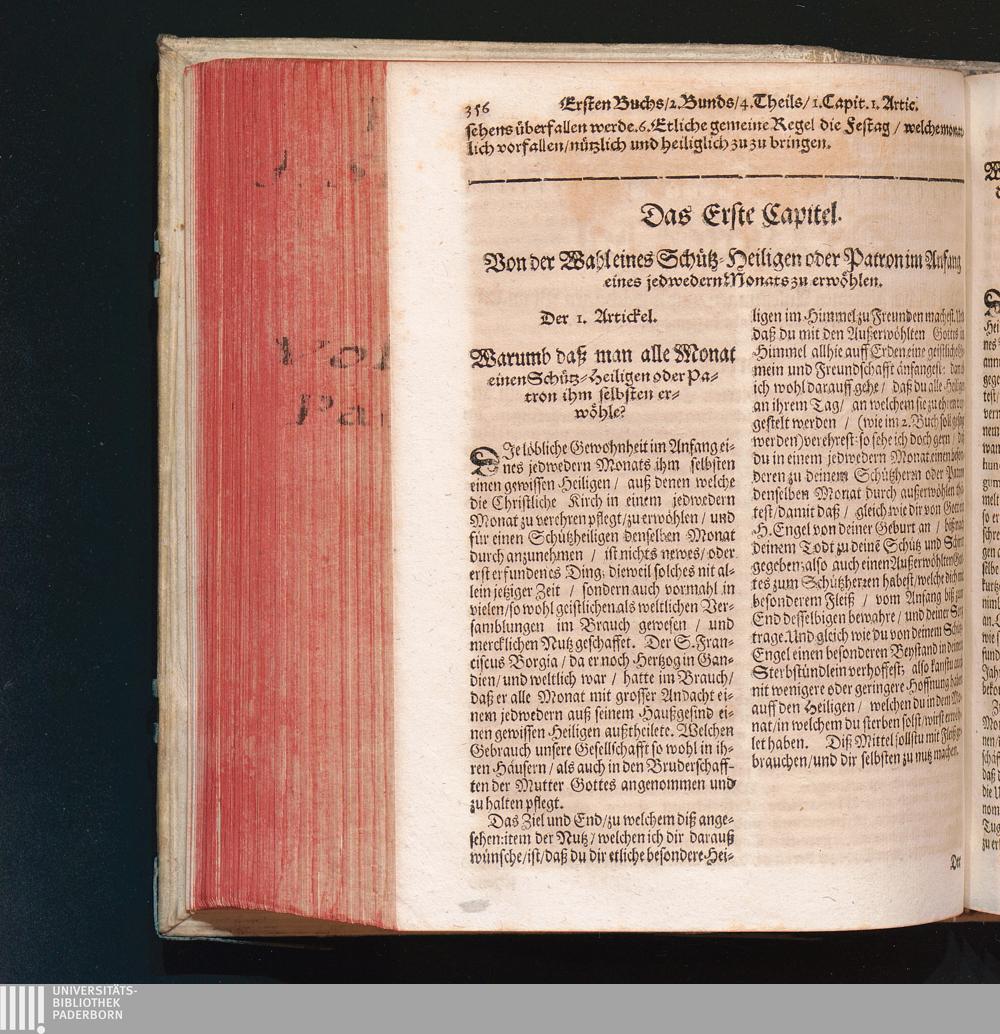 356 Ersten Buchs/2. Bunds/4. Theils/1. Capit. 1. Artic.
sehens überfallen werde. 6. Etliche gemeine Regel die Festag / welche
lich vorfallen/nützlich und heiliglich zu zu bringen.
Das Erste Capitel.
Von der Wahl eines Schütz-Heiligen oder Patron im Anfang
eines jedwedern Monats zu erwöhlen.
Der 1. Artickel.
Warumb daß man alle Monat
einen Schütz-Heiligen oder Pa-
tron ihm selbsten er-
wöhle?
DIe löbliche Gewohnheit im Anfang ei-
nes jedwedern Monats ihm selbsten
einen gewissen Heiligen / auß denen welche
die Christliche Kirch in einem jedwedern
Monat zu verehren pflegt/zu erwöhlen / und
für einen Schützheiligen denselben Monat
durch anzunehmen / ist nichts newes/ oder
erst erfundenes Ding; dieweil solches nit al-
lein jetziger Zeit / sondern auch vormahl in
vielen/so wohl geistlichen als weltlichen Ver-
samblungen im Brauch gewesen / und
mercklichen Nutz geschaffet. Der S. Fran-
ciscus Borgia / da er noch Hertzog in Gan-
dien/ und weltlich war / hatte im Brauch/
daß er alle Monat mit grosser Andacht ei-
nem jedwedern auß seinem Haußgesind ei-
nen gewissen Heiligen außtheilete. Welchen
Gebrauch unsere Gesellschafft so wohl in ih-
ren Häusern / als auch in den Bruderschaff-
ten der Mutter Gottes angenommen und
zu halten pflegt.
Das Ziel und End/zu welchem diß ange-
sehen: item der Nutz / welchen ich dir darauß
wünsche/ist/daß du dir etliche besondere Hei-
ligen im Himmel zu Freunden machest.
daß du mit den Außerwöhlten Gottes
Himmel allhie auff Erden eine
mein und Freundschafft anfangest:
ich wohl darauff gehe / daß du alle
an ihrem Tag / an welchem sie zu
gestelt werden / (wie im 2. Buch soll
werden) verehrest: so sehe ich doch gern /
du in einem jedwedern Monat einen
deren zu deinem Schützherrn oder
denselben Monat durch außerwöhlen
test/damit daß / gleich wie dir von
H. Engel von deiner Geburt an /
deinem Todt zu deinē Schütz und
gegeben; also auch einen Außerwöhlten
tes zum Schützherren habest/welche
besonderem Fleiß / vom Anfang biß
End desselbigen bewahre / und deiner
trage. Und gleich wie du von deinem
Engel einen besonderen Beystand in
Sterbstündlein verhoffest; also kanstu
nit wenigere oder geringere Hoffnung
auff den Heiligen / welchen du in dem Mo-
nat/in welchem du sterben solst/wirst
let haben. Diß Mittel sollstu mit
brauchen/und dir selbsten zu nutz machen.
Der
UNIVERSITÄTS-
BIBLIOTHEK
PADERBORN